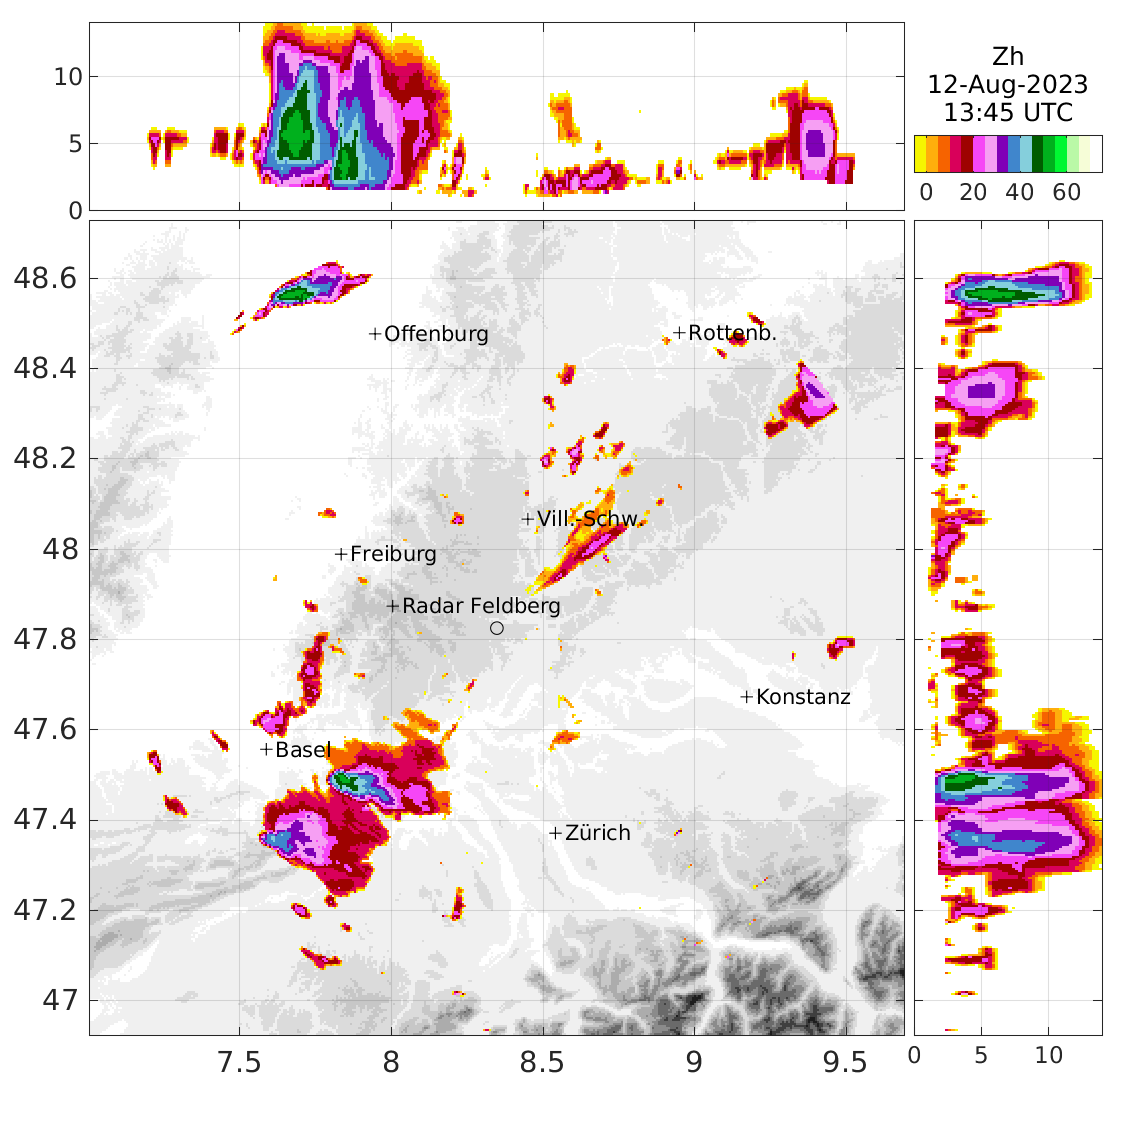 Zh
12-Aug-2023
13:45 UTC
0 20 40 60
10
5
0
48.6
48.4
48.2
48
47.8
47.6
47.4
47.2
47
+Offenburg
+Rottenb.
+Vill.-Schw.
+Freiburg
+Radar Feldberg
+Konstanz
+Basel
+Zürich
7.5 8 8.5 9 9.5
0 5 10